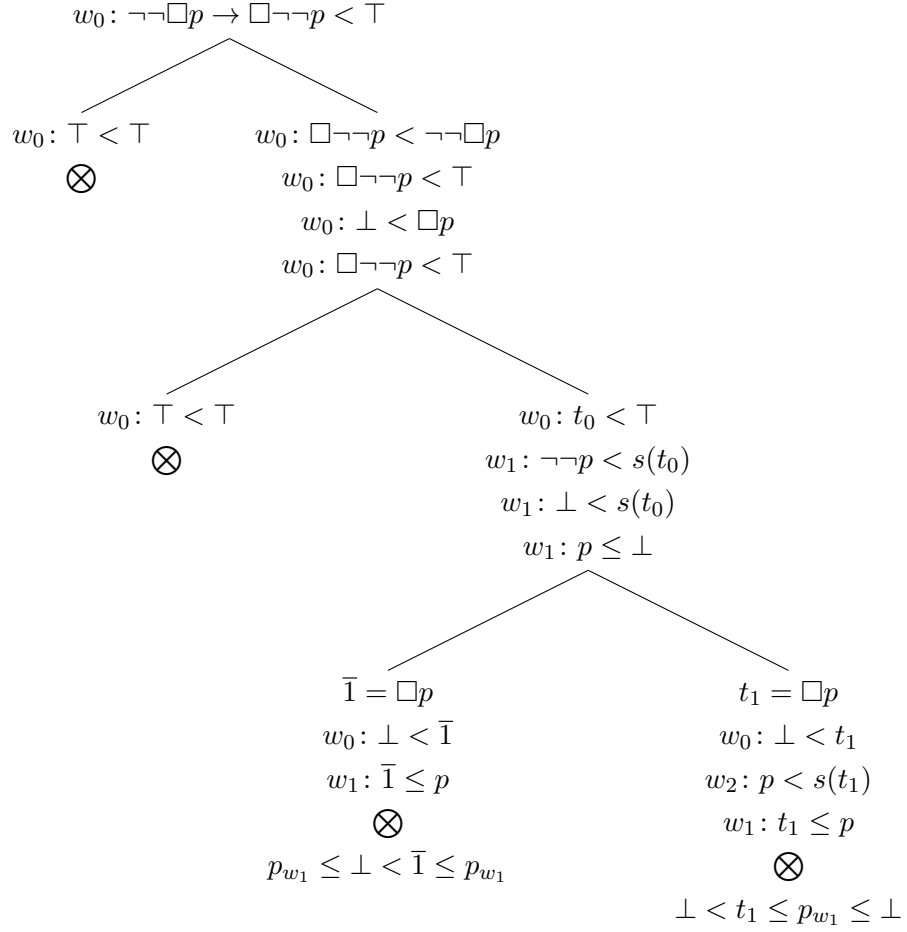 w₀: ¬¬□p → □¬¬p < ⊤
w₀: ⊤ < ⊤
⊗
w₀: □¬¬p < ¬¬□p
w₀: □¬¬p < ⊤
w₀: ⊥ < □p
w₀: □¬¬p < ⊤
w₀: ⊤ < ⊤
⊗
w₀: t₀ < ⊤
w₁: ¬¬p < s(t₀)
w₁: ⊥ < s(t₀)
w₁: p ≤ ⊥
1̅ = □p
w₀: ⊥ < 1̅
w₁: 1̅ ≤ p
⊗
p_{w₁} ≤ ⊥ < 1̅ ≤ p_{w₁}
t₁ = □p
w₀: ⊥ < t₁
w₂: p < s(t₁)
w₁: t₁ ≤ p
⊗
⊥ < t₁ ≤ p_{w₁} ≤ ⊥